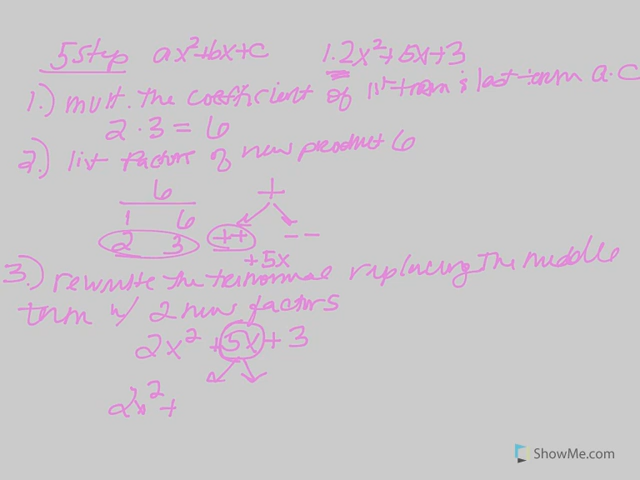 5 Step ax²+bx+c 1. 2x²+5x+3
1.) mult. the coefficient of 1st term & last term a·c
2·3=6
2.) list factors of new product 6
6 +
1 6
2 3 ++ --
+5x
3.) rewrite the replacing the middle
term w/ 2 new factors
2x²+5x+3
2x²+
ShowMe.com